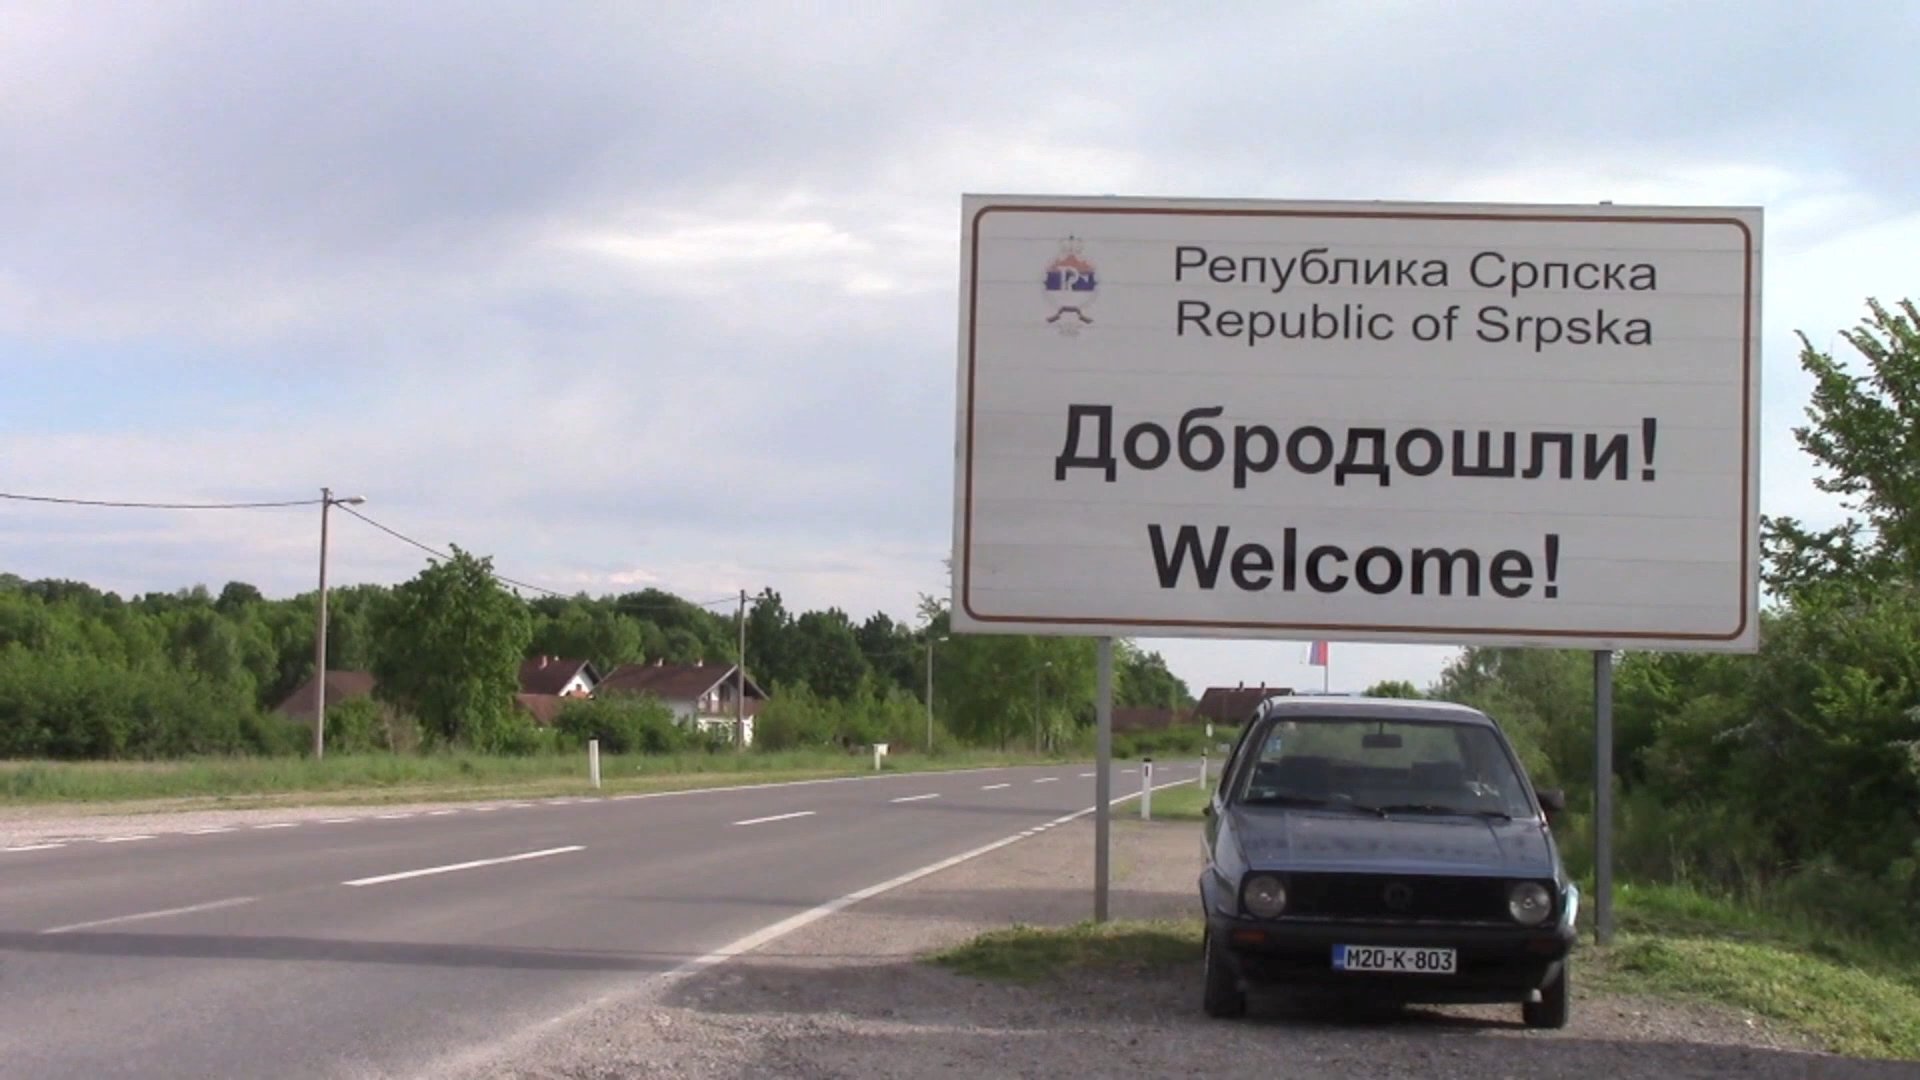 Република Српска
Republic of Srpska
Добродошли!
Welcome!
M20-K-803